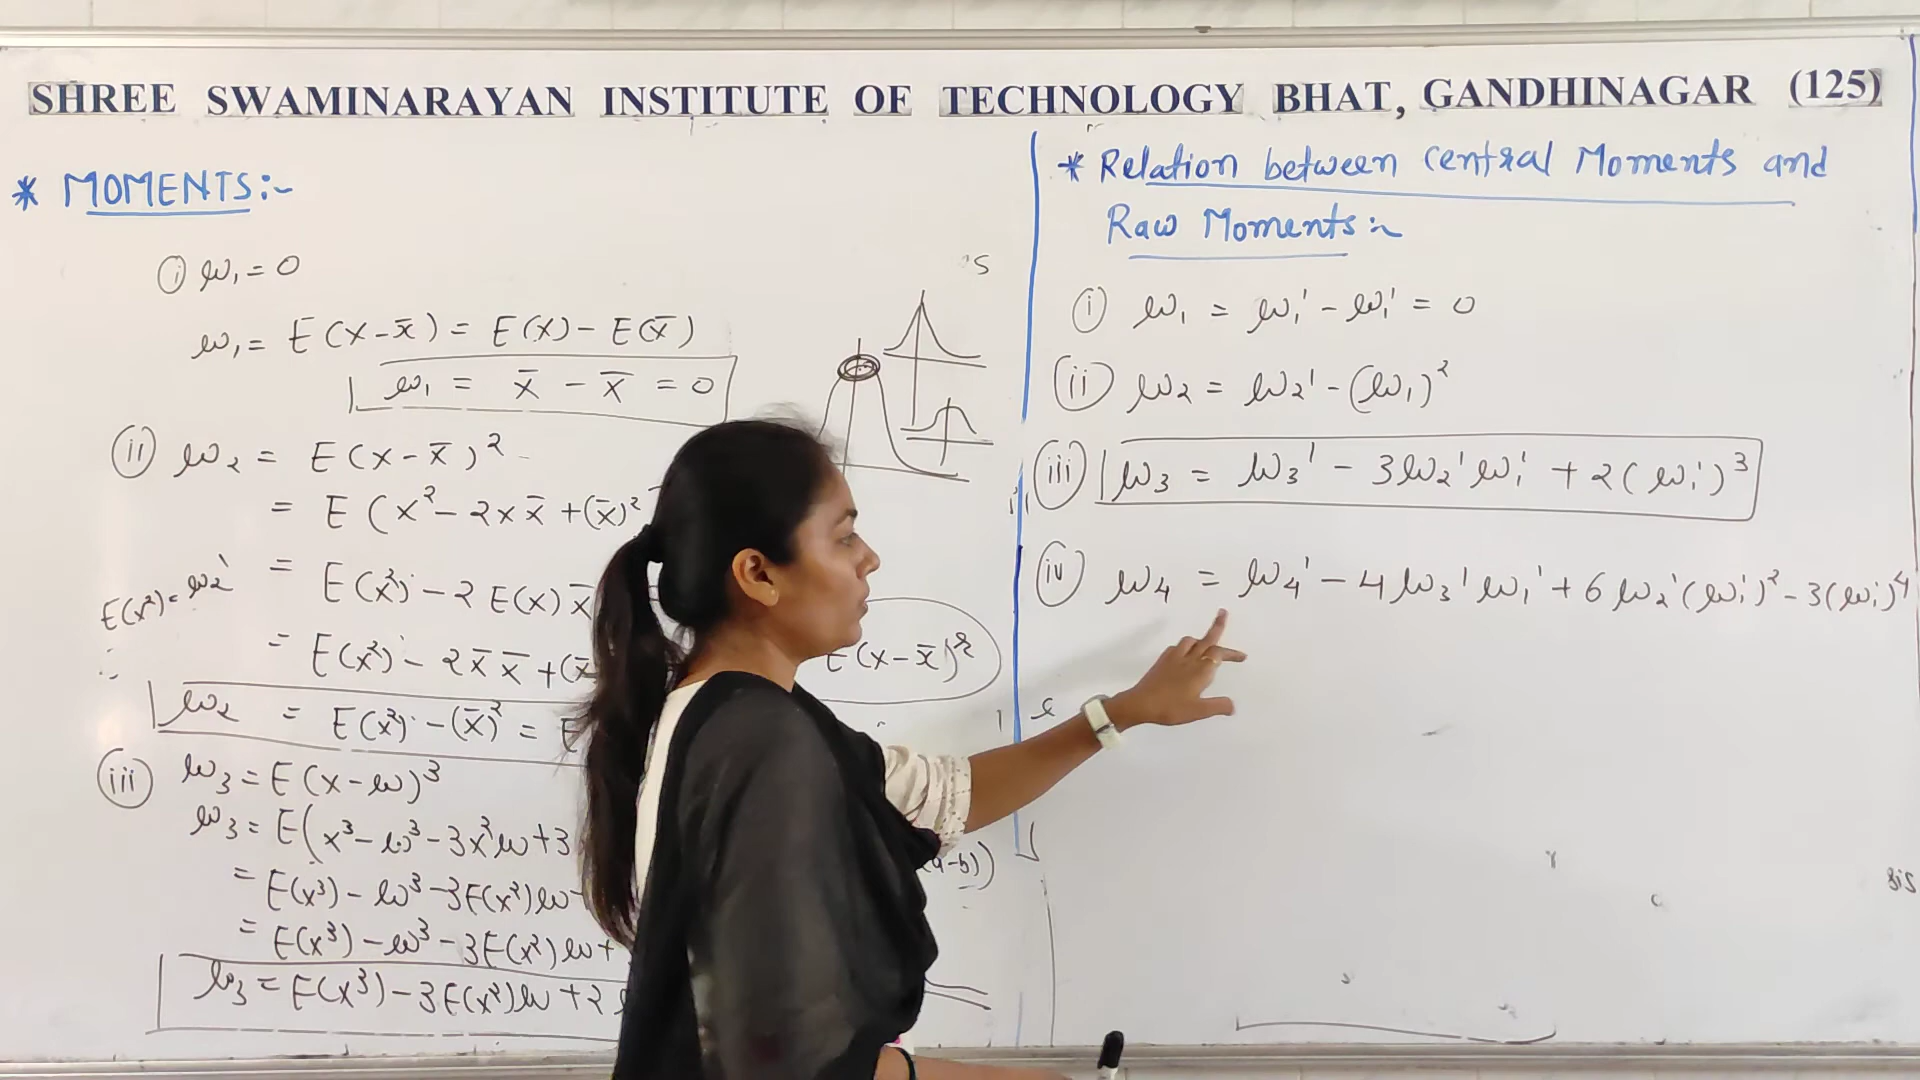 SHREE SWAMINARAYAN INSTITUTE OF TECHNOLOGY BHAT, GANDHINAGAR (125)
* MOMENTS:-
(i) μ₁ = 0
μ₁ = E(x-x̄) = E(x) - E(x̄)
μ₁ = x̄ - x̄ = 0
(ii) μ₂ = E(x-x̄)²
= E(x² - 2xx̄ + (x̄)²
= E(x²) - 2E(x)x̄
E(x²) = μ₂'
= E(x²) - 2x̄x̄ + (x̄
E(x-x̄)²
μ₂ = E(x²) - (x̄)² = E
(iii) μ₃ = E(x-μ)³
μ₃ = E(x³ - μ³ - 3x²μ + 3
(a-b))
= E(x³) - μ³ - 3E(x²)μ
= E(x³) - μ³ - 3E(x²)μ +
μ₃ = E(x³) - 3E(x²)μ + 2
* Relation between central Moments and
Raw Moments:-
(i) μ₁ = μ₁' - μ₁' = 0
(ii) μ₂ = μ₂' - (μ₁)²
(iii) μ₃ = μ₃' - 3μ₂'μ₁' + 2(μ₁')³
(iv) μ₄ = μ₄' - 4μ₃'μ₁' + 6μ₂'(μ₁')² - 3(μ₁')⁴